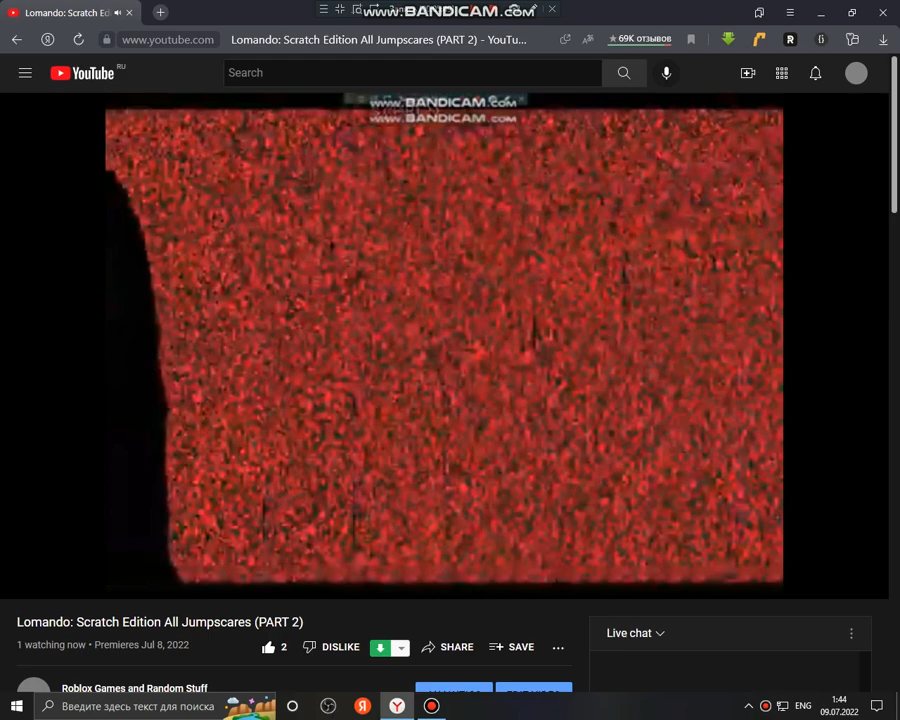 Lomando: Scratch Ed
WWW.BANDICAM.COM
www.youtube.com
Lomando: Scratch Edition All Jumpscares (PART 2) - YouTu...
★ 69K ОТЗЫВОВ
YouTube RU
Search
WWW.BANDICAM.COM
WWW.BANDICAM.COM
Lomando: Scratch Edition All Jumpscares (PART 2)
1 watching now • Premieres Jul 8, 2022
2
DISLIKE
SHARE
SAVE
Live chat
Roblox Games and Random Stuff
Введите здесь текст для поиска
ENG
1:44
09.07.2022